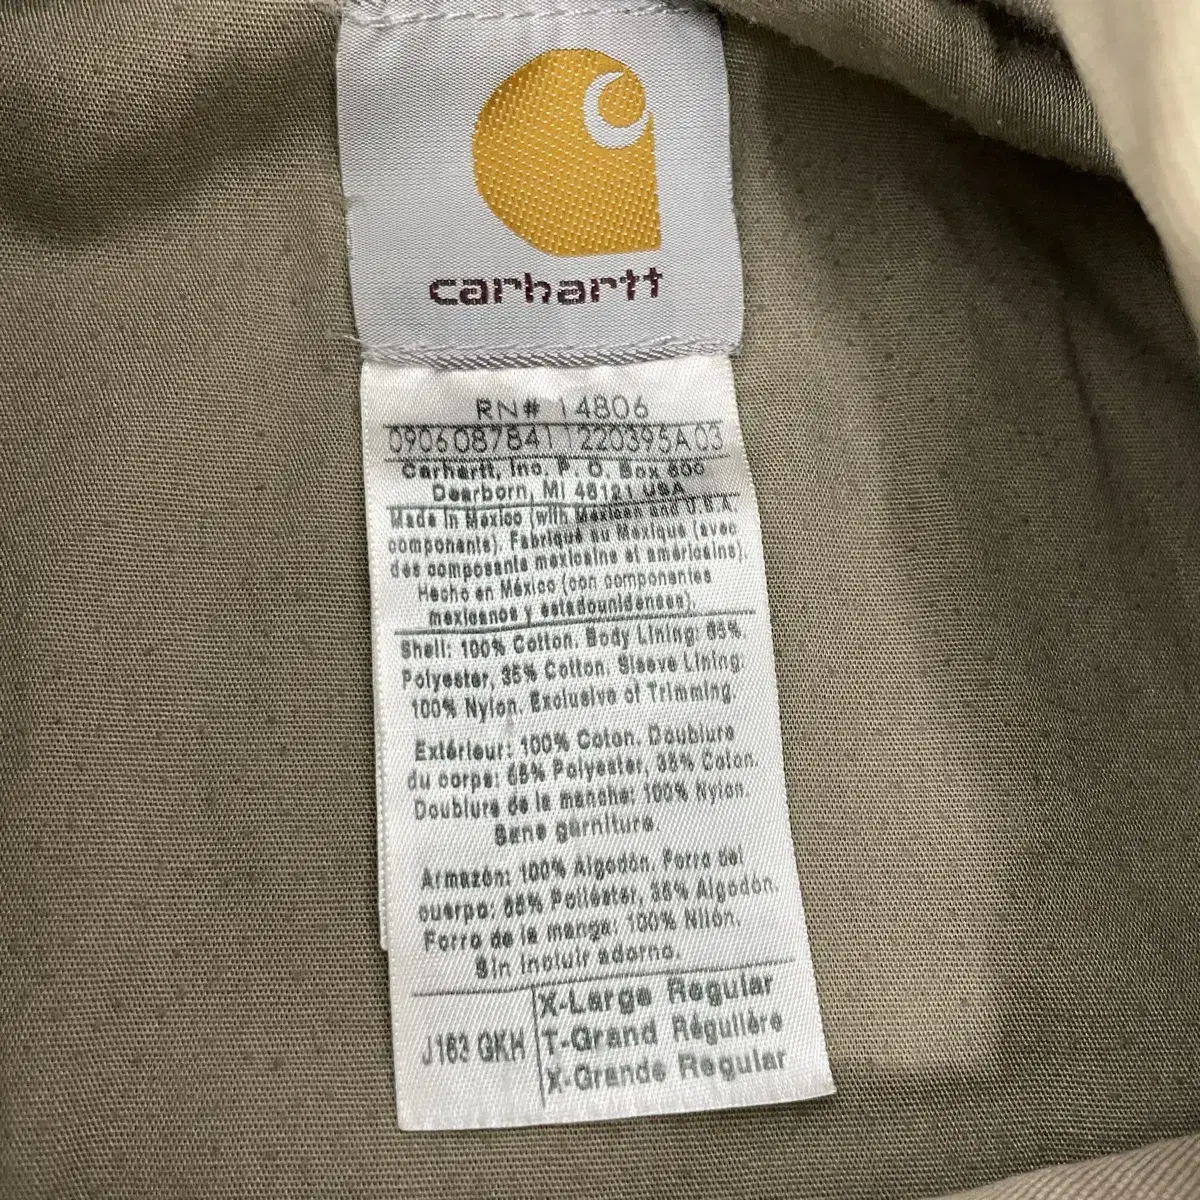 carhartt
RN# 14806
0906087841 1220395A03
Carhartt, Inc. P. O. Box 600
Dearborn, MI 48121 USA
Made in Mexico (with Mexican and U.S.A.
components). Fabriqué au Mexique (avec
des composants mexicains et américains).
Hecho en México (con componentes
mexicanos y estadounidenses).
Shell: 100% Cotton. Body Lining: 65%
Polyester, 35% Cotton. Sleeve Lining:
100% Nylon. Exclusive of Trimming.
Extérieur: 100% Coton. Doublure
du corps: 65% Polyester, 35% Coton.
Doublure de la manche: 100% Nylon.
Sans garniture.
Armazón: 100% Algodón. Forro del
cuerpo: 65% Poliéster, 35% Algodón.
Forro de la manga: 100% Nilón.
Sin incluir adorno.
J163 GKH
X-Large Regular
T-Grand Régulière
X-Grande Regular